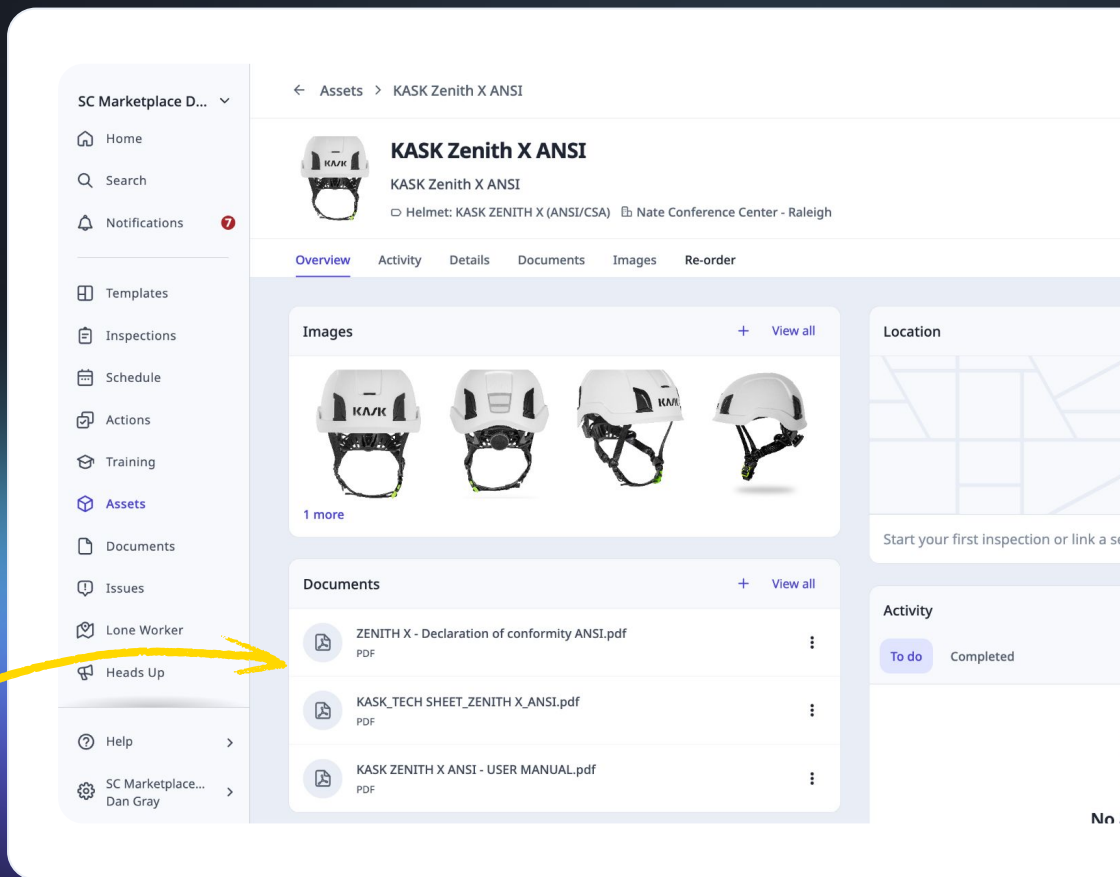 SC Marketplace D...
Home
Search
Notifications
7
Templates
Inspections
Schedule
Actions
Training
Assets
Documents
Issues
Lone Worker
Heads Up
Help
SC Marketplace...
Dan Gray
Assets > KASK Zenith X ANSI
KASK
KASK Zenith X ANSI
KASK Zenith X ANSI
Helmet: KASK ZENITH X (ANSI/CSA) Nate Conference Center - Raleigh
Overview Activity Details Documents Images Re-order
Images + View all
KASK
KASK
1 more
Documents + View all
ZENITH X - Declaration of conformity ANSI.pdf
PDF
KASK_TECH SHEET_ZENITH X_ANSI.pdf
PDF
KASK ZENITH X ANSI - USER MANUAL.pdf
PDF
Location
Start your first inspection or link a
Activity
To do Completed
No